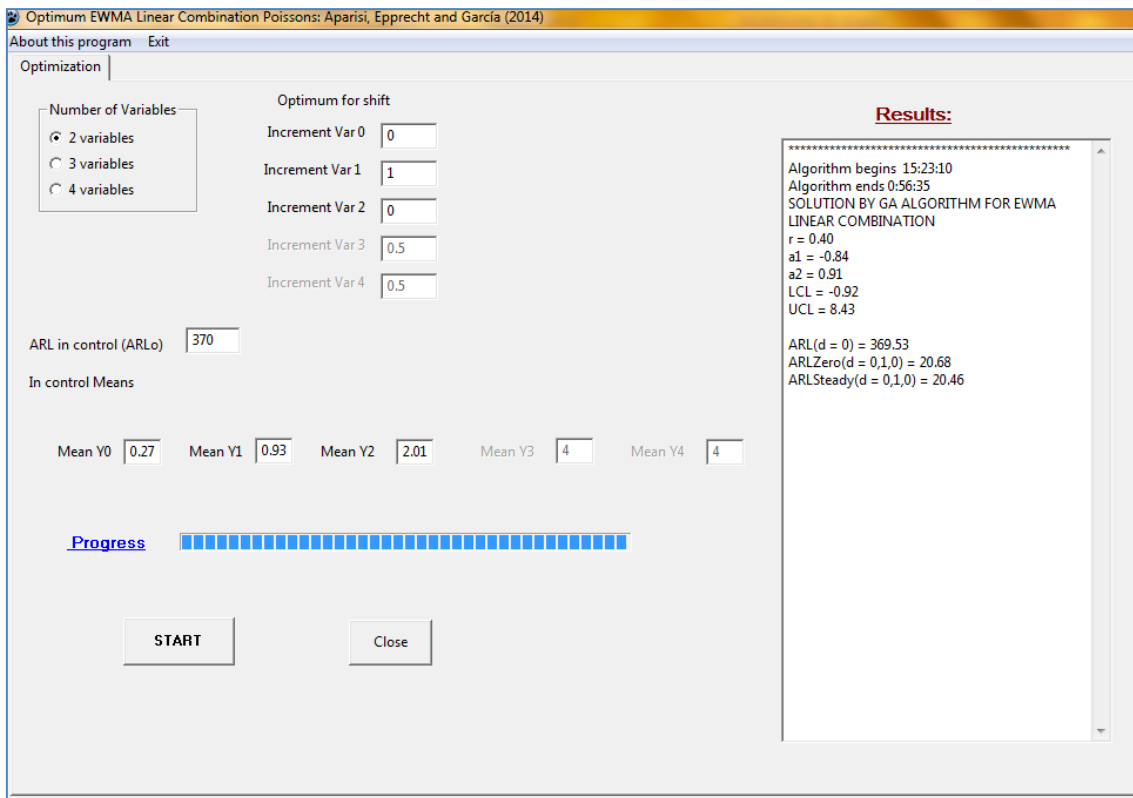 Optimum EWMA Linear Combination Poissons: Aparisi, Epprecht and García (2014)
About this program Exit
Optimization
Number of Variables
2 variables
3 variables
4 variables
Optimum for shift
Increment Var 0 0
Increment Var 1 1
Increment Var 2 0
Increment Var 3 0.5
Increment Var 4 0.5
ARL in control (ARLo) 370
In control Means
Mean Y0 0.27 Mean Y1 0.93 Mean Y2 2.01 Mean Y3 4 Mean Y4 4
Progress
START Close
Results:
************************************************
Algorithm begins 15:23:10
Algorithm ends 0:56:35
SOLUTION BY GA ALGORITHM FOR EWMA
LINEAR COMBINATION
r = 0.40
a1 = -0.84
a2 = 0.91
LCL = -0.92
UCL = 8.43
ARL(d = 0) = 369.53
ARLZero(d = 0,1,0) = 20.68
ARLSteady(d = 0,1,0) = 20.46